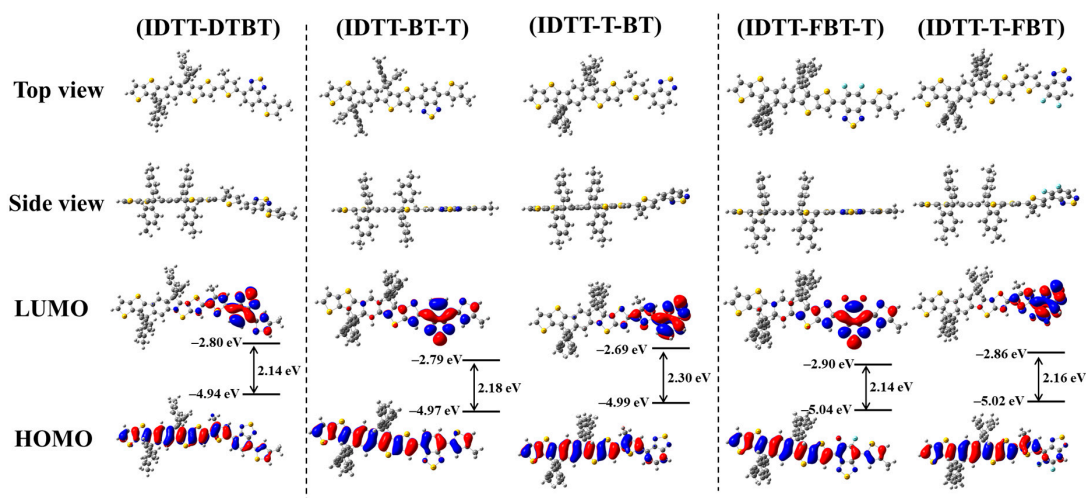 (IDTT-DTBT) (IDTT-BT-T) (IDTT-T-BT) (IDTT-FBT-T) (IDTT-T-FBT)
Top view
Side view
LUMO
–2.80 eV –2.79 eV –2.69 eV –2.90 eV –2.86 eV
2.14 eV 2.18 eV 2.30 eV 2.14 eV 2.16 eV
–4.94 eV –4.97 eV –4.99 eV –5.04 eV –5.02 eV
HOMO